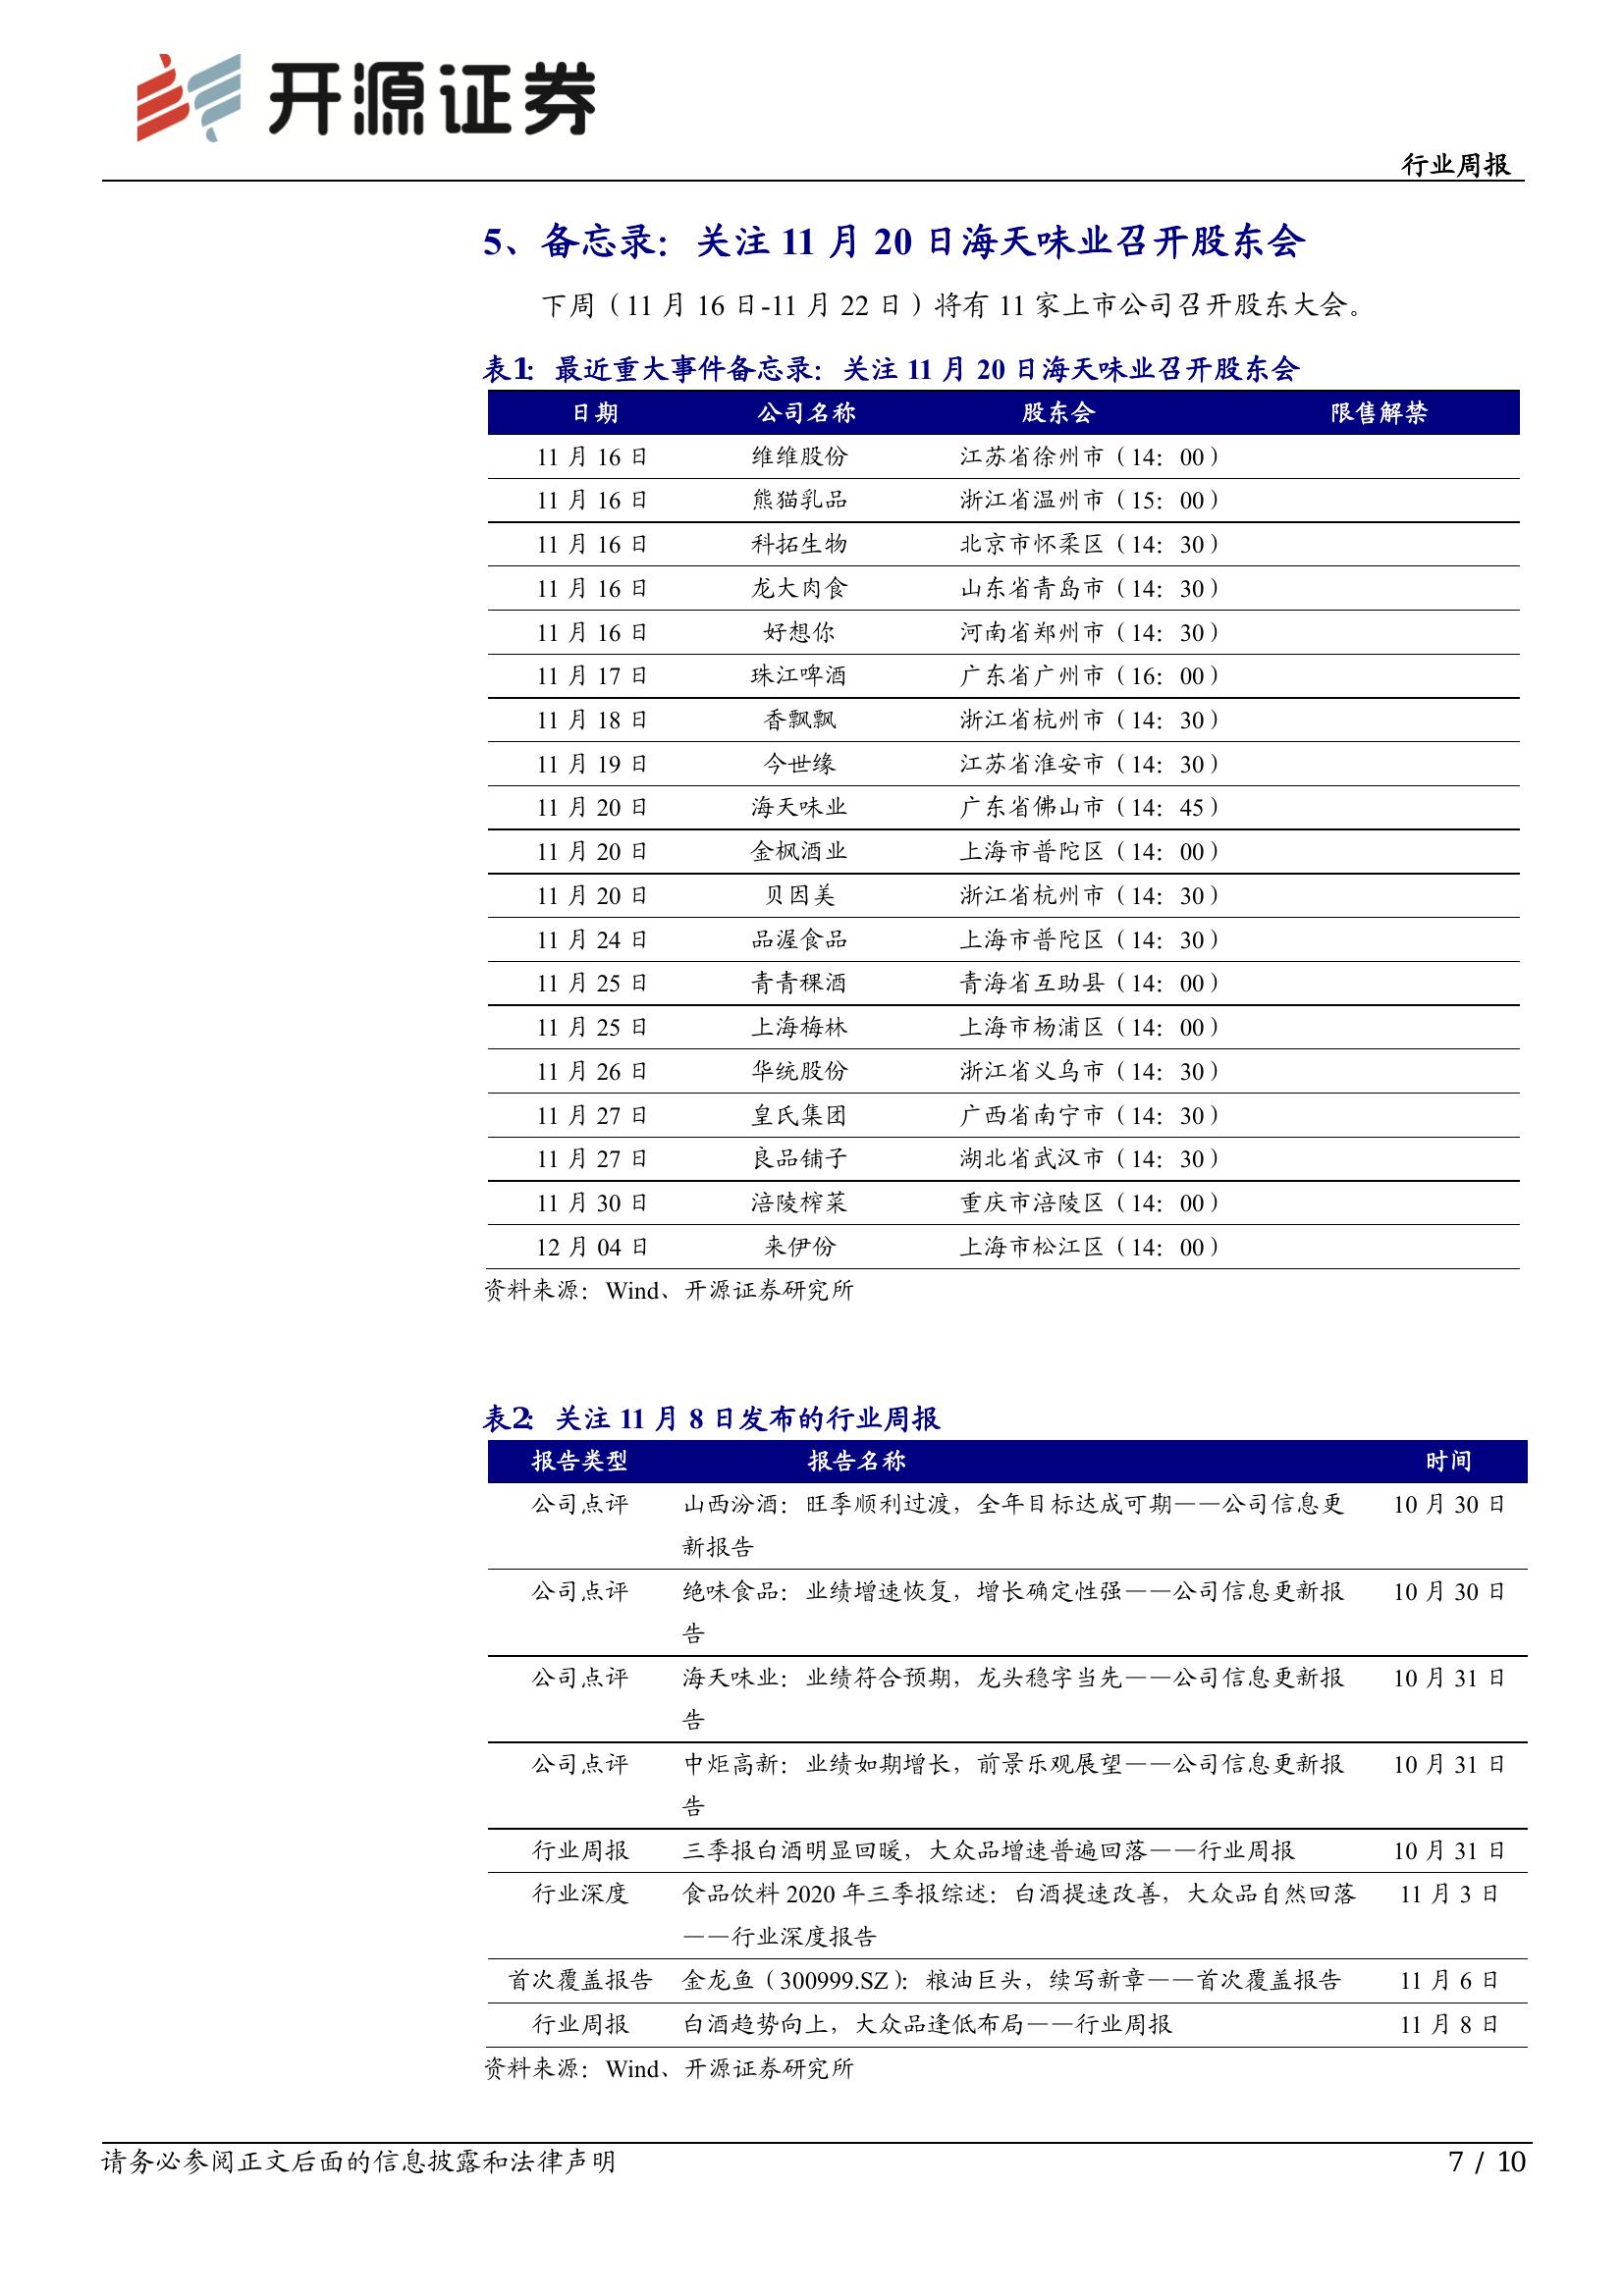 开源证券
行业周报
5、备忘录：关注 11 月 20 日海天味业召开股东会
下周（11 月 16 日-11 月 22 日）将有 11 家上市公司召开股东大会。
表1：最近重大事件备忘录：关注 11 月 20 日海天味业召开股东会
日期 公司名称 股东会 限售解禁
11 月 16 日 维维股份 江苏省徐州市（14：00）
11 月 16 日 熊猫乳品 浙江省温州市（15：00）
11 月 16 日 科拓生物 北京市怀柔区（14：30）
11 月 16 日 龙大肉食 山东省青岛市（14：30）
11 月 16 日 好想你 河南省郑州市（14：30）
11 月 17 日 珠江啤酒 广东省广州市（16：00）
11 月 18 日 香飘飘 浙江省杭州市（14：30）
11 月 19 日 今世缘 江苏省淮安市（14：30）
11 月 20 日 海天味业 广东省佛山市（14：45）
11 月 20 日 金枫酒业 上海市普陀区（14：00）
11 月 20 日 贝因美 浙江省杭州市（14：30）
11 月 24 日 品渥食品 上海市普陀区（14：30）
11 月 25 日 青青稞酒 青海省互助县（14：00）
11 月 25 日 上海梅林 上海市杨浦区（14：00）
11 月 26 日 华统股份 浙江省义乌市（14：30）
11 月 27 日 皇氏集团 广西省南宁市（14：30）
11 月 27 日 良品铺子 湖北省武汉市（14：30）
11 月 30 日 涪陵榨菜 重庆市涪陵区（14：00）
12 月 04 日 来伊份 上海市松江区（14：00）
资料来源：Wind、开源证券研究所
表2：关注 11 月 8 日发布的行业周报
报告类型 报告名称 时间
公司点评 山西汾酒：旺季顺利过渡，全年目标达成可期——公司信息更 10 月 30 日
新报告
公司点评 绝味食品：业绩增速恢复，增长确定性强——公司信息更新报 10 月 30 日
告
公司点评 海天味业：业绩符合预期，龙头稳字当先——公司信息更新报 10 月 31 日
告
公司点评 中炬高新：业绩如期增长，前景乐观展望——公司信息更新报 10 月 31 日
告
行业周报 三季报白酒明显回暖，大众品增速普遍回落——行业周报 10 月 31 日
行业深度 食品饮料 2020 年三季报综述：白酒提速改善，大众品自然回落 11 月 3 日
——行业深度报告
首次覆盖报告 金龙鱼（300999.SZ）：粮油巨头，续写新章——首次覆盖报告 11 月 6 日
行业周报 白酒趋势向上，大众品逢低布局——行业周报 11 月 8 日
资料来源：Wind、开源证券研究所
请务必参阅正文后面的信息披露和法律声明 7 / 10